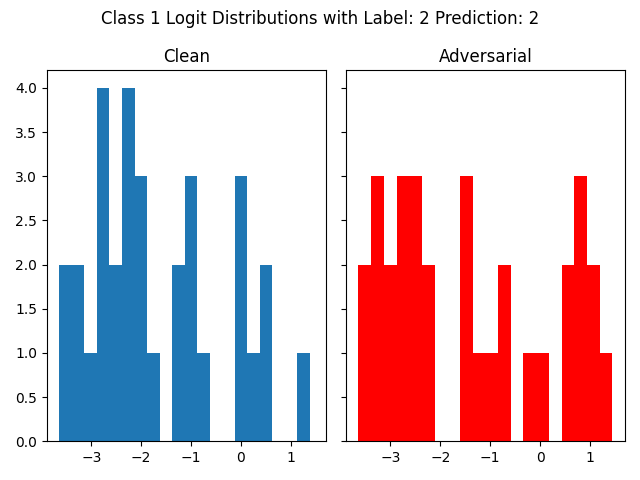 Class 1 Logit Distributions with Label: 2 Prediction: 2
Clean
Adversarial
4.0
3.5
3.0
2.5
2.0
1.5
1.0
0.5
0.0
−3 −2 −1 0 1
−3 −2 −1 0 1